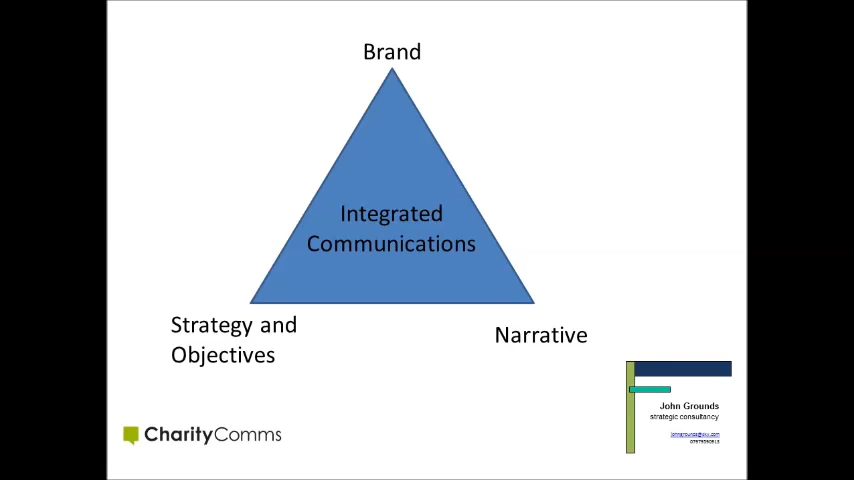 Brand
Integrated
Communications
Strategy and
Objectives
Narrative
John Grounds
strategic consultancy
CharityComms